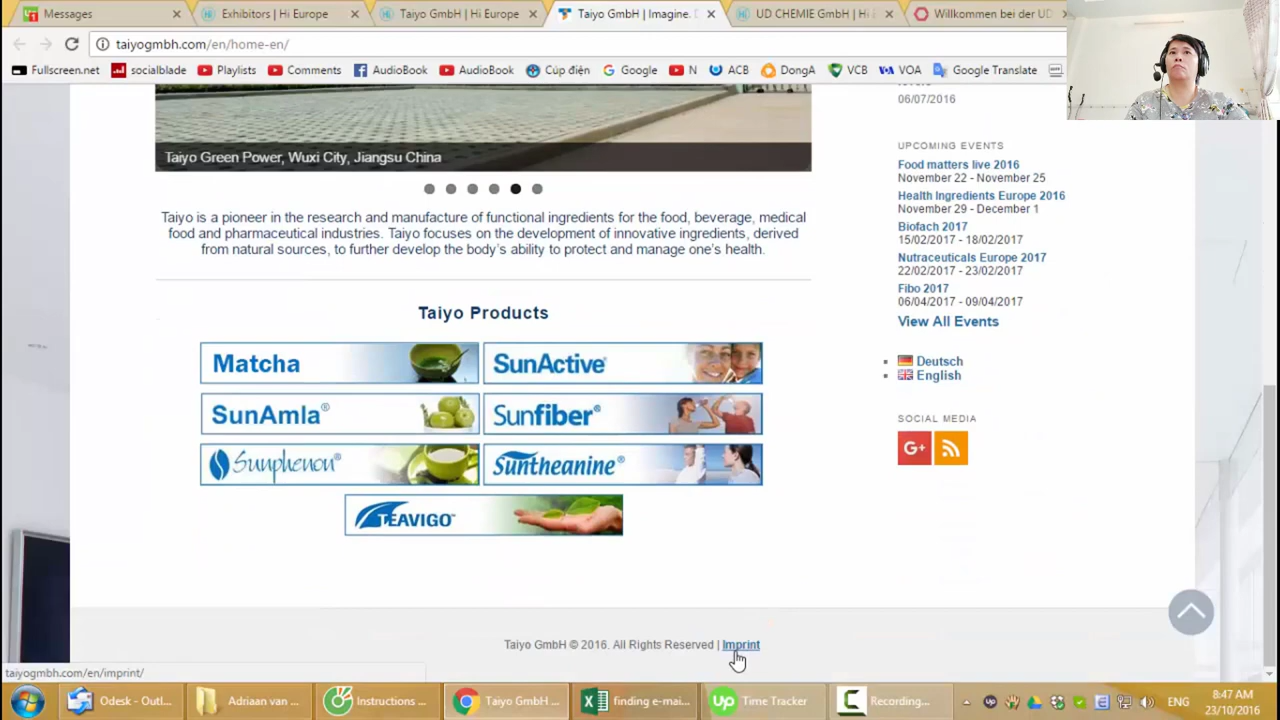 Messages
Exhibitors | Hi Europe
Taiyo GmbH | Hi Europe
Taiyo GmbH | Imagine.
UD CHEMIE GmbH | Hi E
Willkommen bei der UD
taiyogmbh.com/en/home-en/
Fullscreen.net
socialblade
Playlists
Comments
AudioBook
AudioBook
Cúp điện
Google
N
ACB
DongA
VCB
VOA
Google Translate
06/07/2016
Taiyo Green Power, Wuxi City, Jiangsu China
UPCOMING EVENTS
Food matters live 2016
November 22 - November 25
Health Ingredients Europe 2016
November 29 - December 1
Biofach 2017
15/02/2017 - 18/02/2017
Nutraceuticals Europe 2017
22/02/2017 - 23/02/2017
Fibo 2017
06/04/2017 - 09/04/2017
View All Events
Taiyo is a pioneer in the research and manufacture of functional ingredients for the food, beverage, medical
food and pharmaceutical industries. Taiyo focuses on the development of innovative ingredients, derived
from natural sources, to further develop the body's ability to protect and manage one's health.
Taiyo Products
Matcha
SunActive®
SunAmla®
Sunfiber®
Sunphenon®
Suntheanine®
TEAVIGO™
Deutsch
English
SOCIAL MEDIA
G+
Taiyo GmbH © 2016. All Rights Reserved | Imprint
taiyogmbh.com/en/imprint/
Odesk - Outl...
Adriaan van ...
Instructions ...
Taiyo GmbH ...
finding e-mai...
Up Time Tracker
Recording...
ENG
8:47 AM
23/10/2016